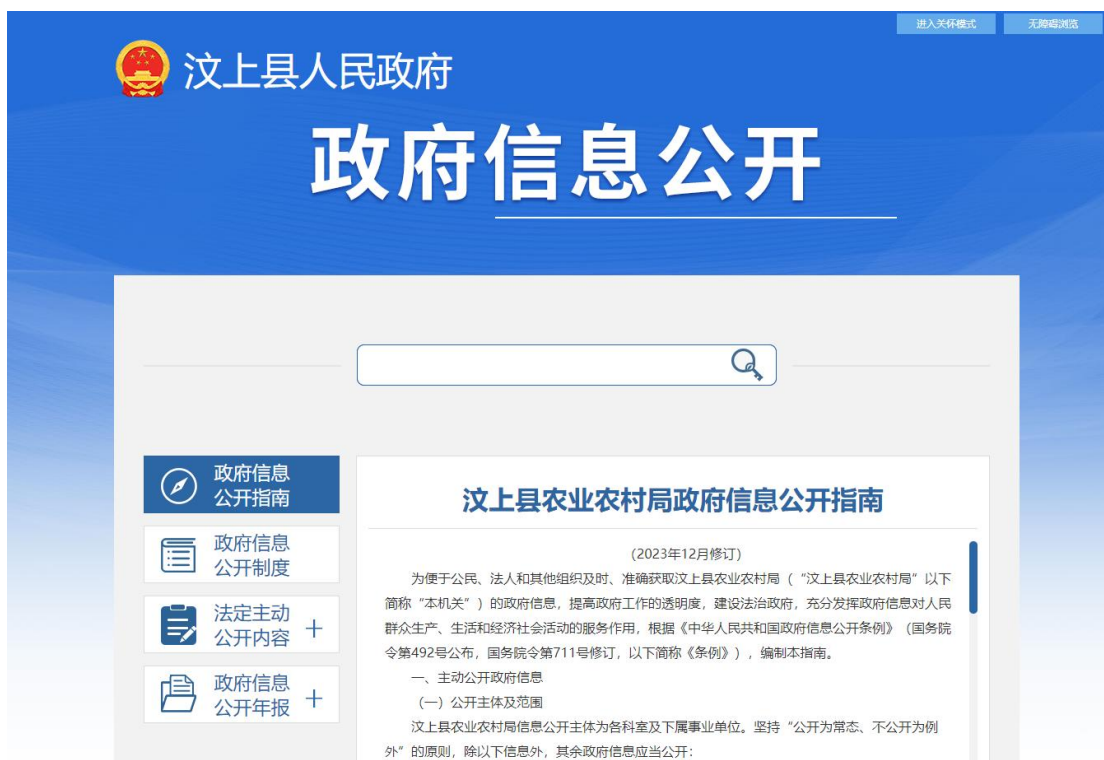 进入关怀模式
无障碍浏览
汶上县人民政府
政府信息公开
政府信息
公开指南
政府信息
公开制度
法定主动
公开内容
+
政府信息
公开年报
+
汶上县农业农村局政府信息公开指南
（2023年12月修订）
为便于公民、法人和其他组织及时、准确获取汶上县农业农村局（“汶上县农业农村局”以下
简称“本机关”）的政府信息，提高政府工作的透明度，建设法治政府，充分发挥政府信息对人民
群众生产、生活和经济社会活动的服务作用，根据《中华人民共和国政府信息公开条例》（国务院
令第492号公布，国务院令第711号修订，以下简称《条例》），编制本指南。
一、主动公开政府信息
（一）公开主体及范围
汶上县农业农村局信息公开主体为各科室及下属事业单位。坚持“公开为常态、不公开为例
外”的原则，除以下信息外，其余政府信息应当公开：